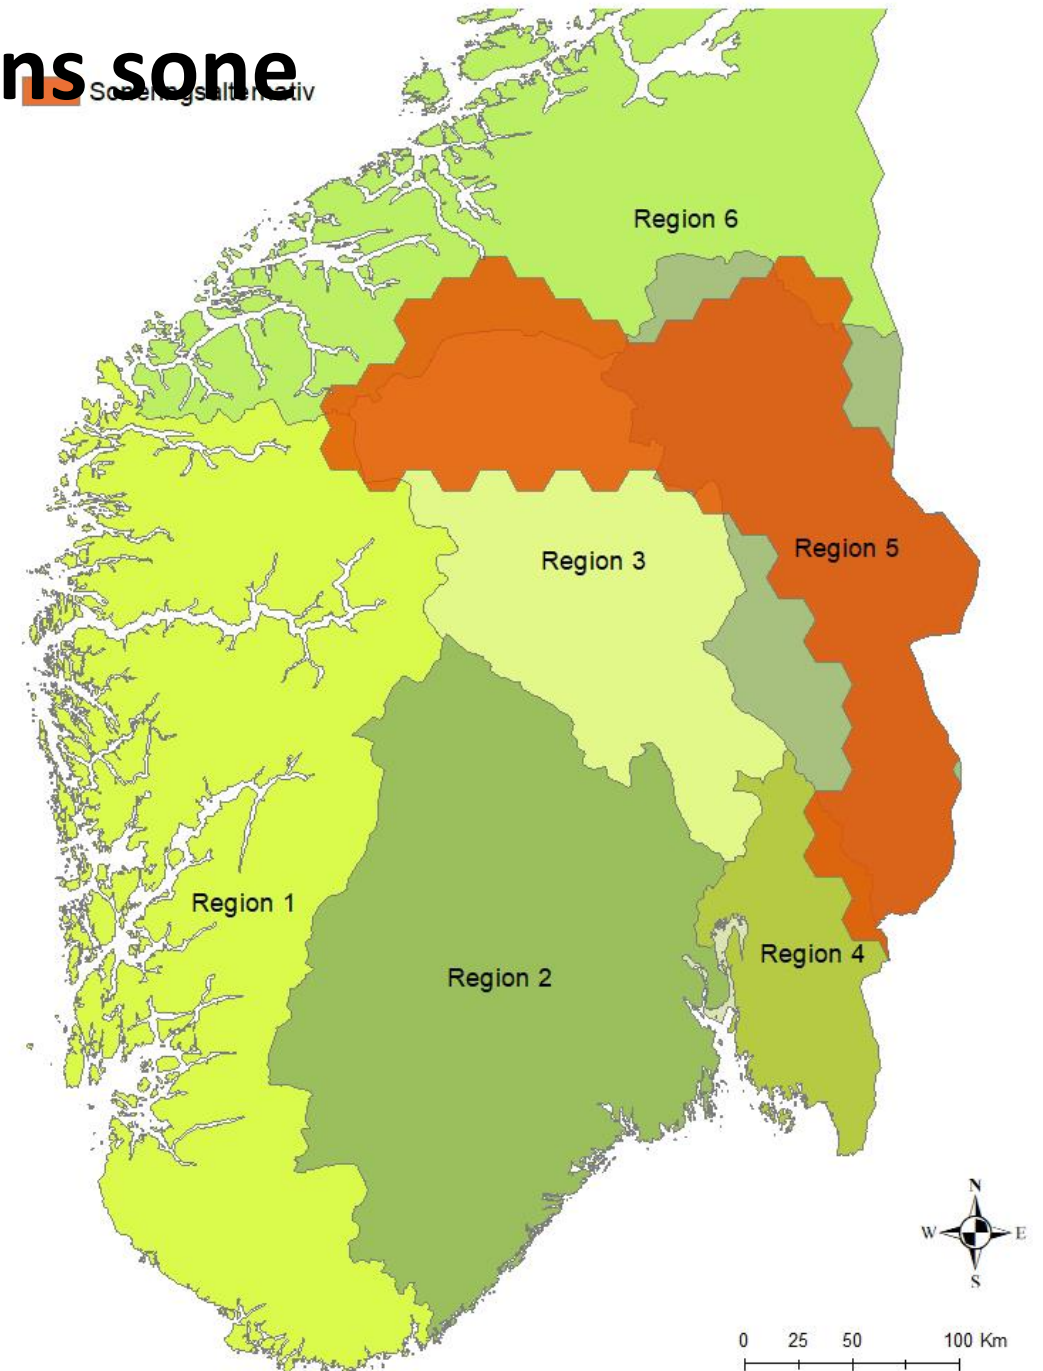 ns sone
Soneringsalternativ
Region 6
Region 5
Region 3
Region 1
Region 4
Region 2
N
W E
S
0 25 50 100 Km